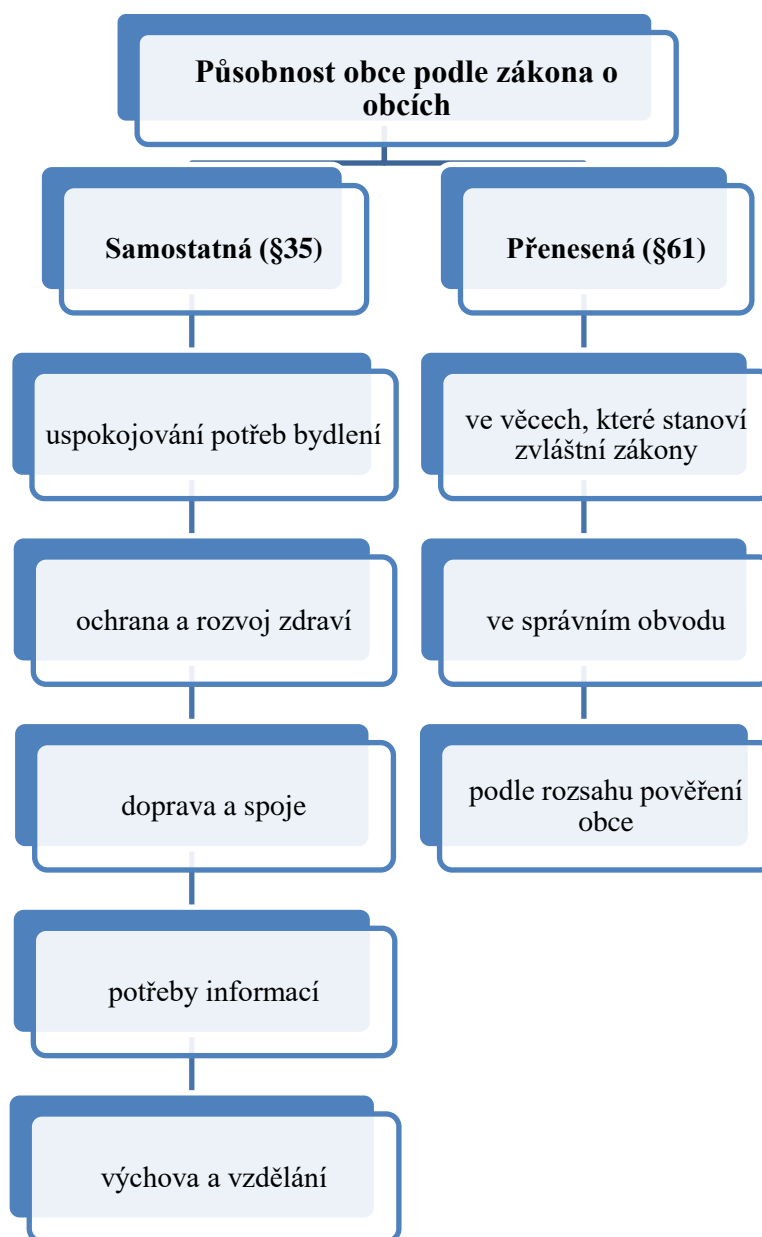 Působnost obce podle zákona o
obcích
Samostatná (§35)
Přenesená (§61)
uspokojování potřeb bydlení
ve věcech, které stanoví
zvláštní zákony
ochrana a rozvoj zdraví
ve správním obvodu
doprava a spoje
podle rozsahu pověření
obce
potřeby informací
výchova a vzdělání